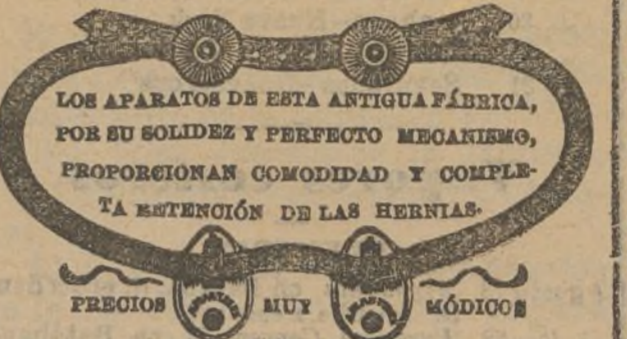 LOS APARATOS DE ESTA ANTIGUA FÁBRICA,
POR SU SOLIDEZ Y PERFECTO MECANISMO,
PROPORCIONAN COMODIDAD Y COMPLE-
TA RETENCIÓN DE LAS HERNIAS.
PRECIOS MUY MÓDICOS